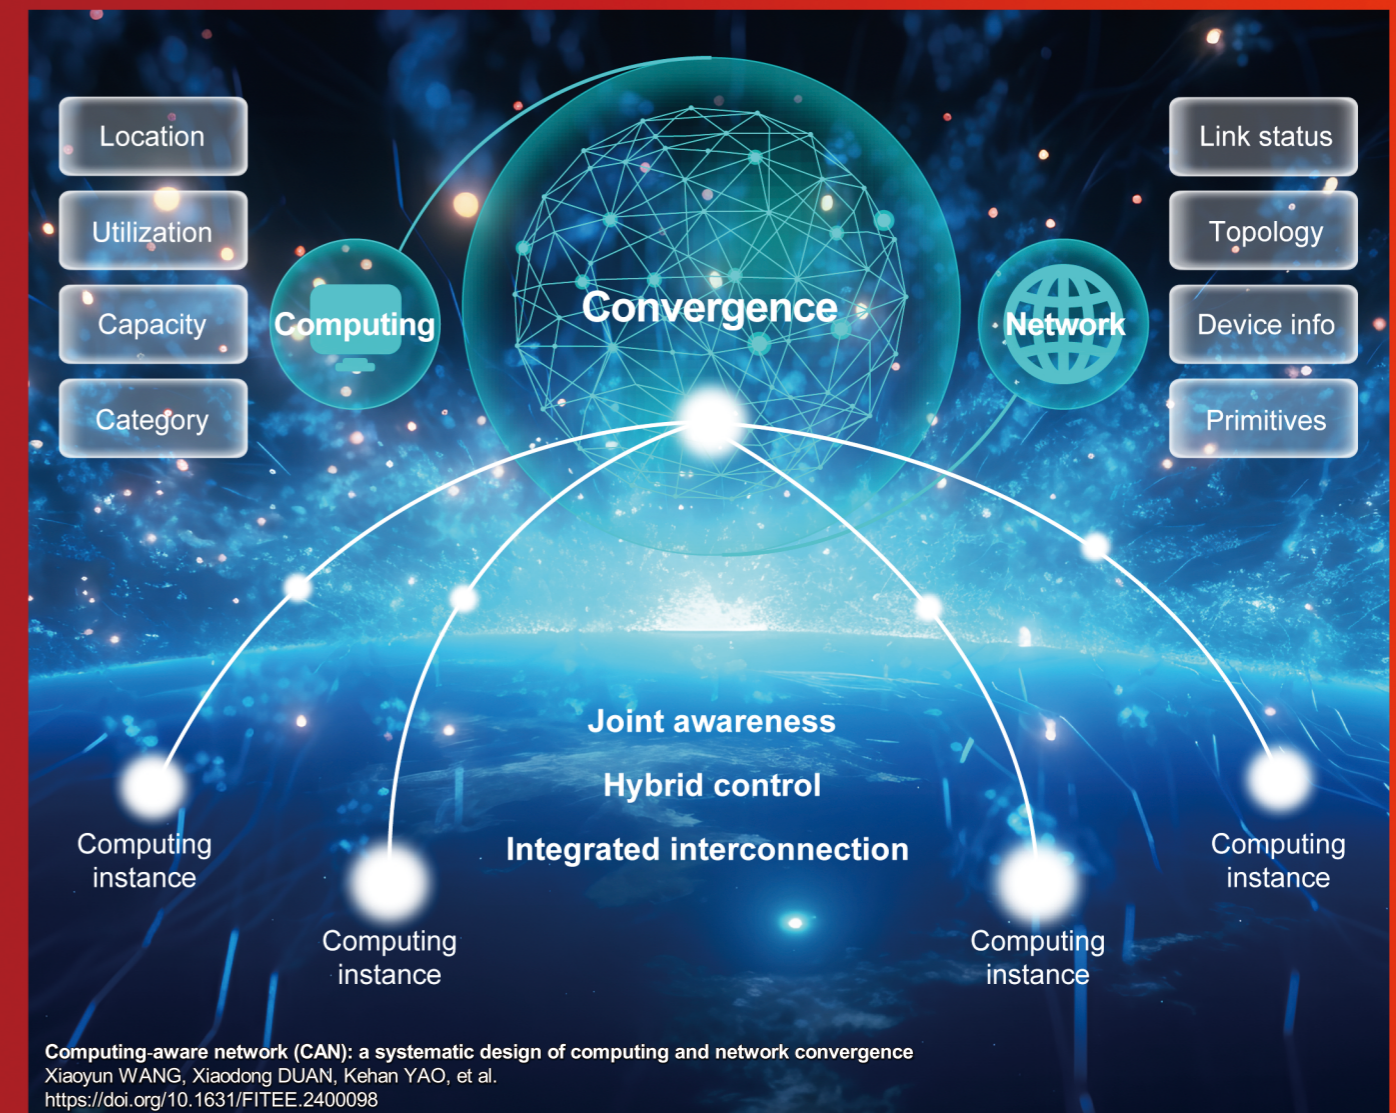 Location
Utilization
Capacity
Category
Computing
Convergence
Network
Link status
Topology
Device info
Primitives
Joint awareness
Hybrid control
Integrated interconnection
Computing
instance
Computing
instance
Computing
instance
Computing
instance
Computing-aware network (CAN): a systematic design of computing and network convergence
Xiaoyun WANG, Xiaodong DUAN, Kehan YAO, et al.
https://doi.org/10.1631/FITEE.2400098